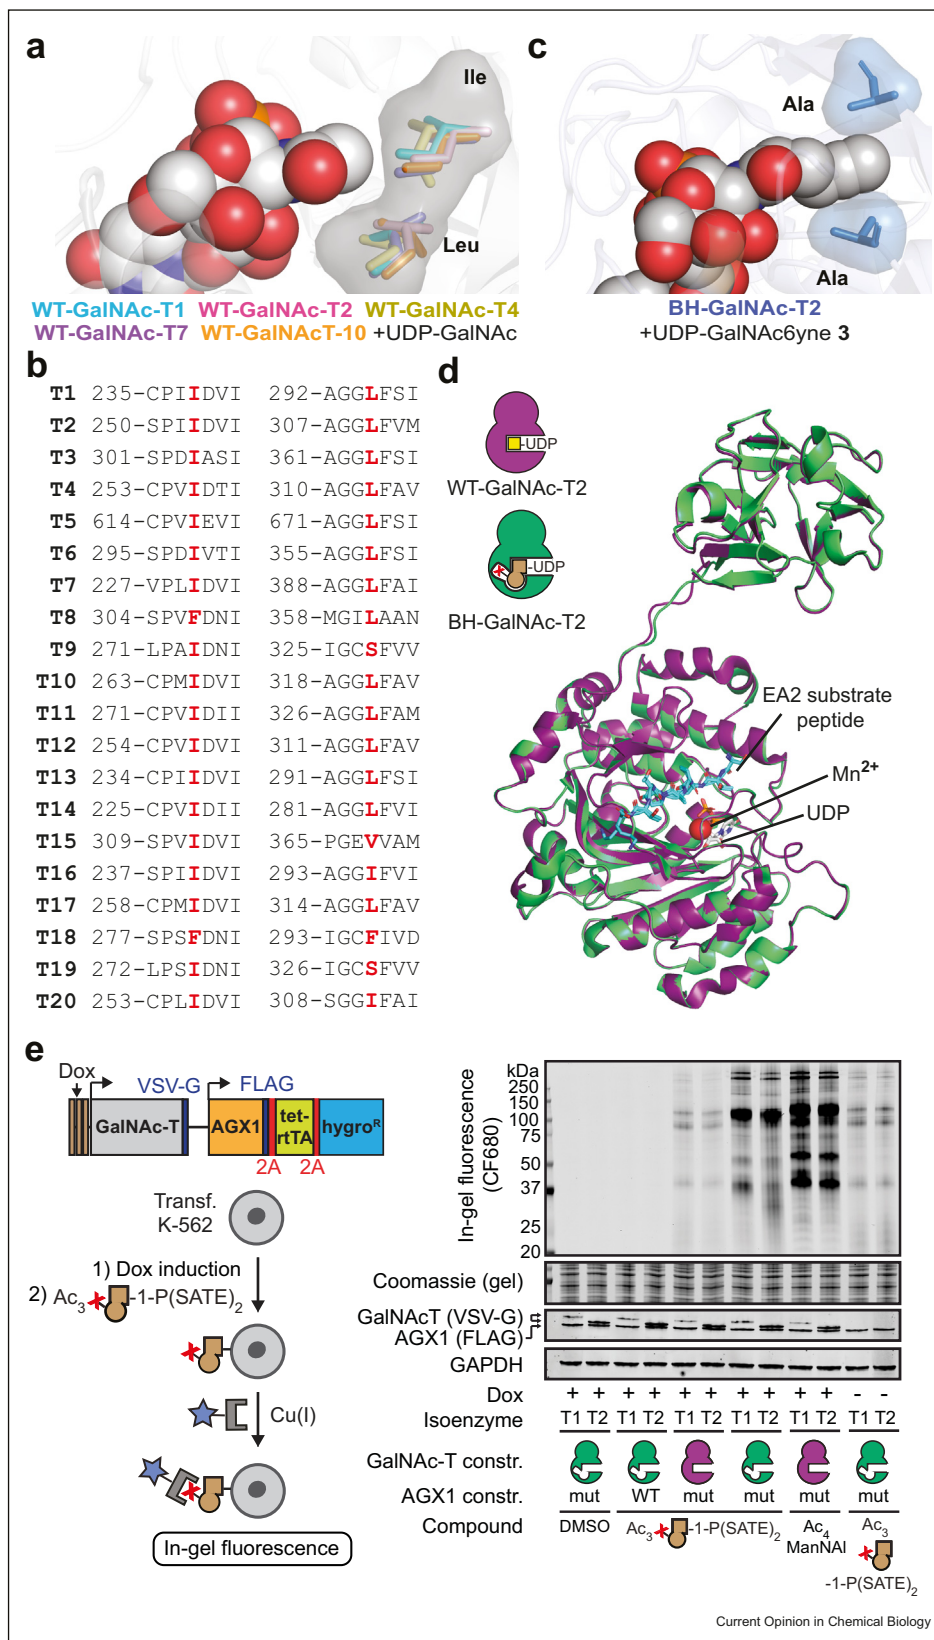 a
Ile
Leu
WT-GalNAc-T1 WT-GalNAc-T2 WT-GalNAc-T4
WT-GalNAc-T7 WT-GalNAcT-10 +UDP-GalNAc
c
Ala
Ala
BH-GalNAc-T2
+UDP-GalNAc6yne 3
b
T1 235-CPIIDVI 292-AGGLFSI
T2 250-SPIIDVI 307-AGGLFVM
T3 301-SPDIASI 361-AGGLFSI
T4 253-CPVIDTI 310-AGGLFAV
T5 614-CPVIEVI 671-AGGLFSI
T6 295-SPDIVTI 355-AGGLFSI
T7 227-VPLIDVI 388-AGGLFAI
T8 304-SPVFDNI 358-MGILAAN
T9 271-LPAIDNI 325-IGCSFVV
T10 263-CPMIDVI 318-AGGLFAV
T11 271-CPVIDII 326-AGGLFAM
T12 254-CPVIDVI 311-AGGLFAV
T13 234-CPIIDVI 291-AGGLFSI
T14 225-CPVIDII 281-AGGLFVI
T15 309-SPVIDVI 365-PGEVVAM
T16 237-SPIIDVI 293-AGGIFVI
T17 258-CPMIDVI 314-AGGLFAV
T18 277-SPSFDNI 293-IGCFIVD
T19 272-LPSIDNI 326-IGCSFVV
T20 253-CPLIDVI 308-SGGIFAI
d
-UDP
WT-GalNAc-T2
-UDP
BH-GalNAc-T2
EA2 substrate
peptide
Mn2+
UDP
e
Dox
VSV-G
FLAG
GalNAc-T
AGX1
tet-
rtTA
hygroR
2A
2A
Transf.
K-562
1) Dox induction
2) Ac3 -1-P(SATE)2
Cu(I)
In-gel fluorescence
In-gel fluorescence
(CF680)
kDa
250
150
100
75
50
37
25
20
Coomassie (gel)
GalNAcT (VSV-G)
AGX1 (FLAG)
GAPDH
Dox + + + + + + + + + + - -
Isoenzyme T1 T2 T1 T2 T1 T2 T1 T2 T1 T2 T1 T2
GalNAc-T constr.
AGX1 constr. mut WT mut mut mut mut
Compound DMSO Ac3 -1-P(SATE)2 Ac4 ManNAl Ac3 -1-P(SATE)2
Current Opinion in Chemical Biology